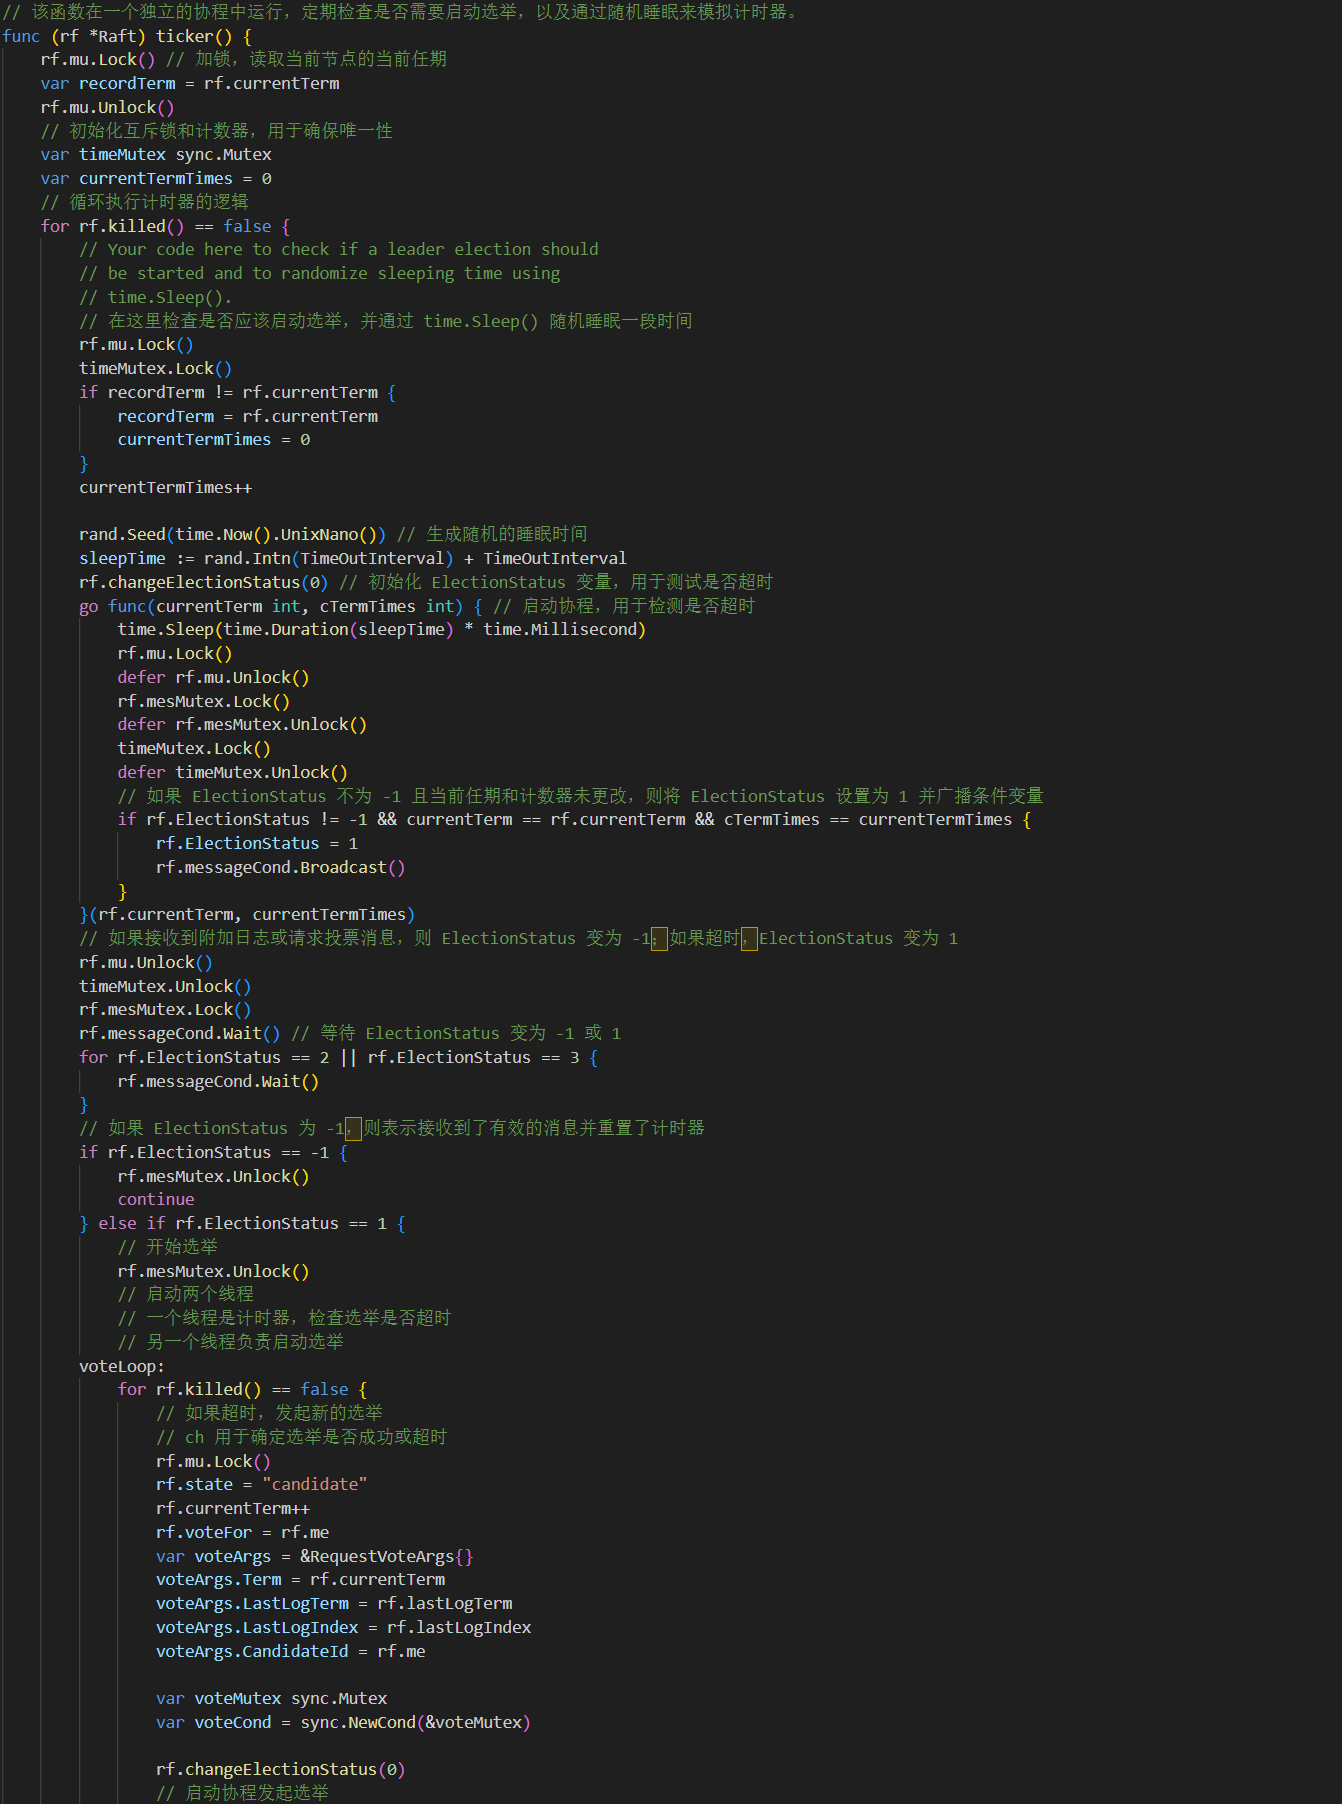 // 该函数在一个独立的协程中运行，定期检查是否需要启动选举，以及通过随机睡眠来模拟计时器。
func (rf *Raft) ticker() {
    rf.mu.Lock() // 加锁，读取当前节点的当前任期
    var recordTerm = rf.currentTerm
    rf.mu.Unlock()
    // 初始化互斥锁和计数器，用于确保唯一性
    var timeMutex sync.Mutex
    var currentTermTimes = 0
    // 循环执行计时器的逻辑
    for rf.killed() == false {
        // Your code here to check if a leader election should
        // be started and to randomize sleeping time using
        // time.Sleep().
        // 在这里检查是否应该启动选举，并通过 time.Sleep() 随机睡眠一段时间
        rf.mu.Lock()
        timeMutex.Lock()
        if recordTerm != rf.currentTerm {
            recordTerm = rf.currentTerm
            currentTermTimes = 0
        }
        currentTermTimes++

        rand.Seed(time.Now().UnixNano()) // 生成随机的睡眠时间
        sleepTime := rand.Intn(TimeOutInterval) + TimeOutInterval
        rf.changeElectionStatus(0) // 初始化 ElectionStatus 变量，用于测试是否超时
        go func(currentTerm int, cTermTimes int) { // 启动协程，用于检测是否超时
            time.Sleep(time.Duration(sleepTime) * time.Millisecond)
            rf.mu.Lock()
            defer rf.mu.Unlock()
            rf.mesMutex.Lock()
            defer rf.mesMutex.Unlock()
            timeMutex.Lock()
            defer timeMutex.Unlock()
            // 如果 ElectionStatus 不为 -1 且当前任期和计数器未更改，则将 ElectionStatus 设置为 1 并广播条件变量
            if rf.ElectionStatus != -1 && currentTerm == rf.currentTerm && cTermTimes == currentTermTimes {
                rf.ElectionStatus = 1
                rf.messageCond.Broadcast()
            }
        }(rf.currentTerm, currentTermTimes)
        // 如果接收到附加日志或请求投票消息，则 ElectionStatus 变为 -1；如果超时，ElectionStatus 变为 1
        rf.mu.Unlock()
        timeMutex.Unlock()
        rf.mesMutex.Lock()
        rf.messageCond.Wait() // 等待 ElectionStatus 变为 -1 或 1
        for rf.ElectionStatus == 2 || rf.ElectionStatus == 3 {
            rf.messageCond.Wait()
        }
        // 如果 ElectionStatus 为 -1，则表示接收到了有效的消息并重置了计时器
        if rf.ElectionStatus == -1 {
            rf.mesMutex.Unlock()
            continue
        } else if rf.ElectionStatus == 1 {
            // 开始选举
            rf.mesMutex.Unlock()
            // 启动两个线程
            // 一个线程是计时器，检查选举是否超时
            // 另一个线程负责启动选举
        voteLoop:
            for rf.killed() == false {
                // 如果超时，发起新的选举
                // ch 用于确定选举是否成功或超时
                rf.mu.Lock()
                rf.state = "candidate"
                rf.currentTerm++
                rf.voteFor = rf.me
                var voteArgs = &RequestVoteArgs{}
                voteArgs.Term = rf.currentTerm
                voteArgs.LastLogTerm = rf.lastLogTerm
                voteArgs.LastLogIndex = rf.lastLogIndex
                voteArgs.CandidateId = rf.me

                var voteMutex sync.Mutex
                var voteCond = sync.NewCond(&voteMutex)

                rf.changeElectionStatus(0)
                // 启动协程发起选举